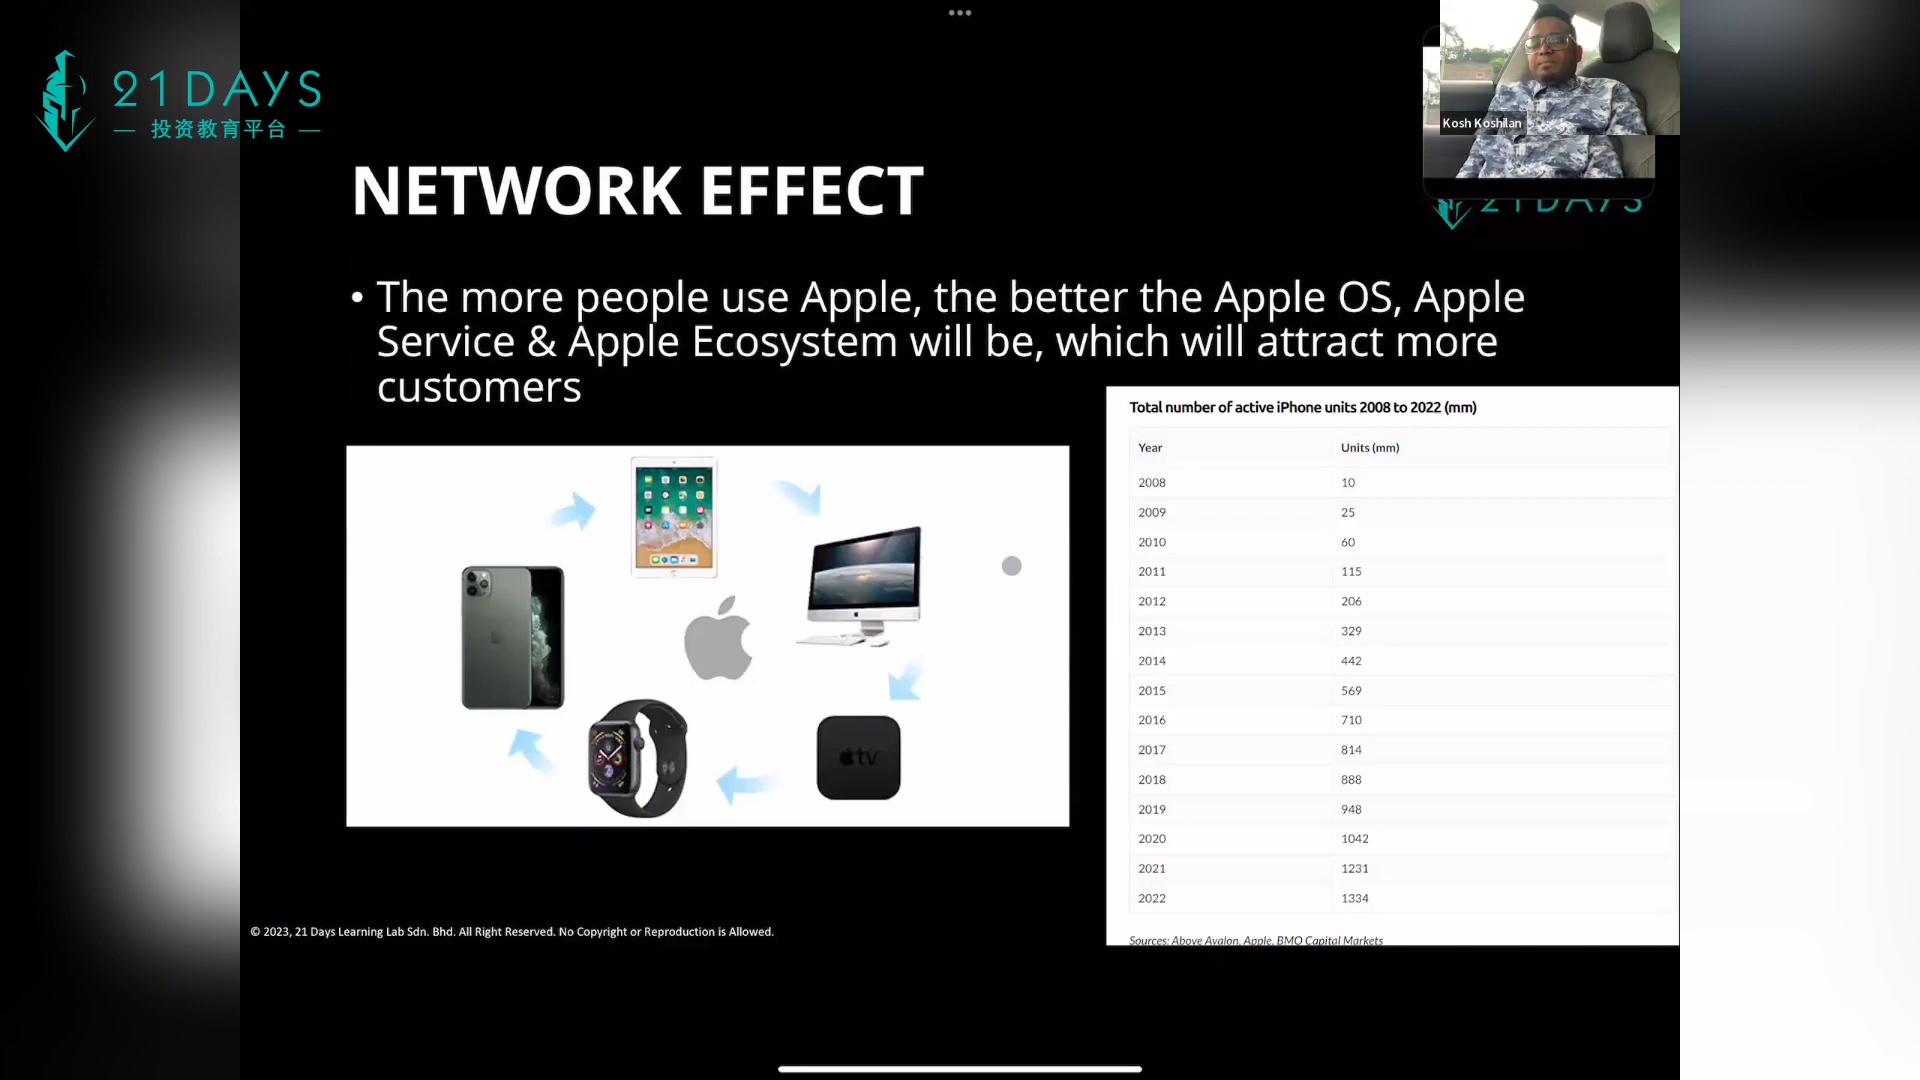 21DAYS
— 投资教育平台 —
Kosh Koshilan
21DAYS
NETWORK EFFECT
• The more people use Apple, the better the Apple OS, Apple
Service & Apple Ecosystem will be, which will attract more
customers
tv
Total number of active iPhone units 2008 to 2022 (mm)
Year Units (mm)
2008 10
2009 25
2010 60
2011 115
2012 206
2013 329
2014 442
2015 569
2016 710
2017 814
2018 888
2019 948
2020 1042
2021 1231
2022 1334
Sources: Above Avalon, Apple, BMO Capital Markets
© 2023, 21 Days Learning Lab Sdn. Bhd. All Right Reserved. No Copyright or Reproduction is Allowed.